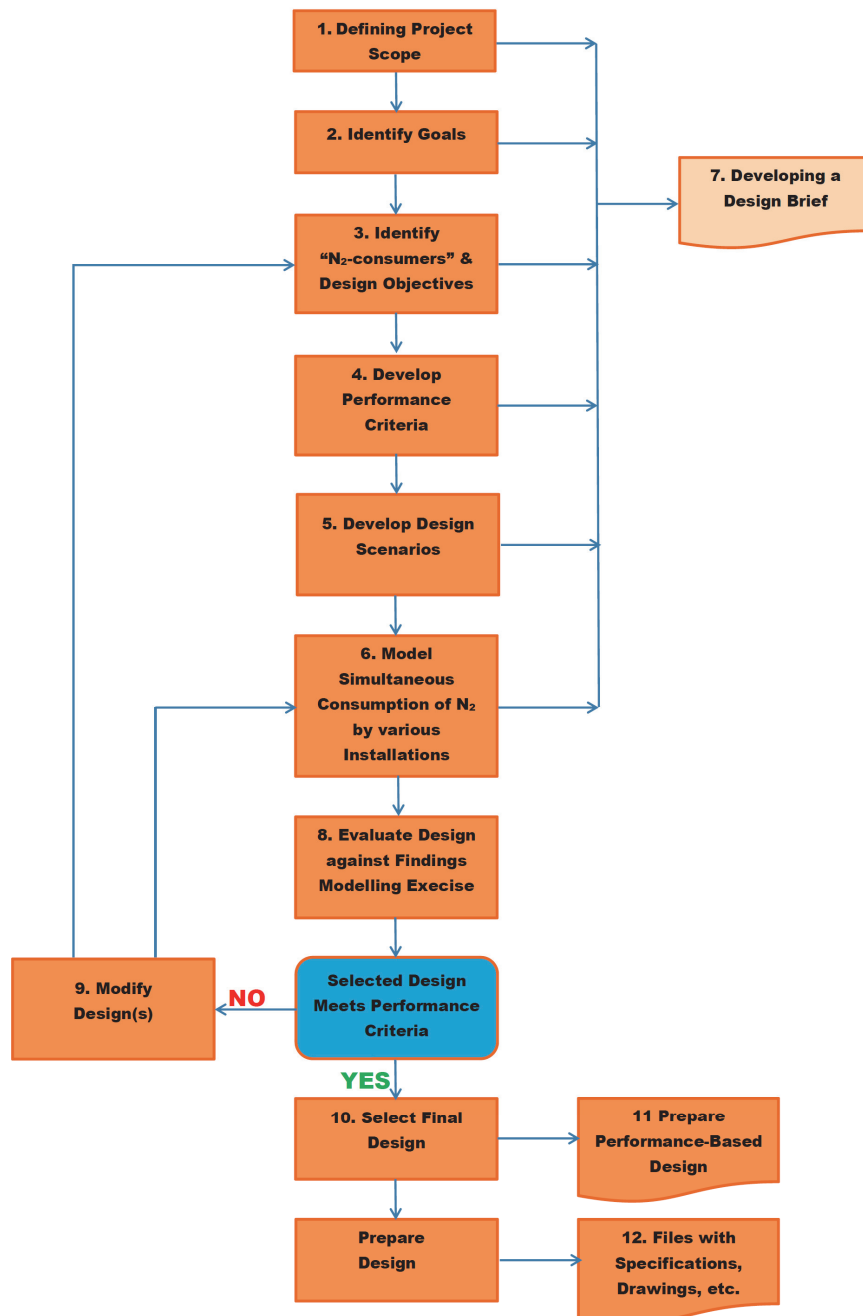 1. Defining Project
Scope
2. Identify Goals
7. Developing a
Design Brief
3. Identify
“N₂-consumers” &
Design Objectives
4. Develop
Performance
Criteria
5. Develop Design
Scenarios
6. Model
Simultaneous
Consumption of N₂
by various
Installations
8. Evaluate Design
against Findings
Modelling Execise
9. Modify
Design(s)
NO
Selected Design
Meets Performance
Criteria
YES
10. Select Final
Design
11 Prepare
Performance-Based
Design
Prepare
Design
12. Files with
Specifications,
Drawings, etc.